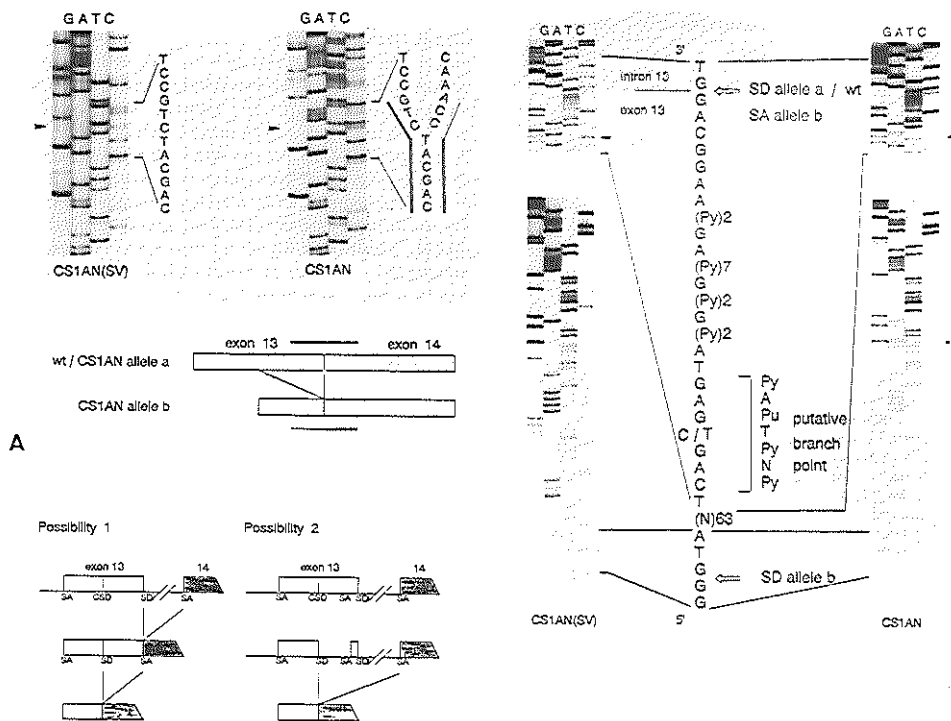 G A T C
T
C
C
G
T
C
T
A
C
G
A
C
CS1AN(SV)
G A T C
T
C
C
G
T
C
C
A
A
A
C
C
T
A
C
G
A
C
CS1AN
exon 13 exon 14
wt / CS1AN allele a
CS1AN allele b
A
Possibility 1
exon 13 14
SA CSD SD SA
SA SD SA
Possibility 2
exon 13 14
SA CSD SA SD SA
SA SD SA SD SA
G A T C
CS1AN(SV)
3'
intron 13
exon 13
T
G
G
A
C
G
G
A
A
(Py)2
G
A
(Py)7
G
(Py)2
G
(Py)2
A
T
G
A
G
C / T
G
A
C
T
(N)63
A
T
G
G
G
5'
SD allele a / wt
SA allele b
Py
A
Pu
T
Py
N
Py
putative
branch
point
SD allele b
G A T C
CS1AN